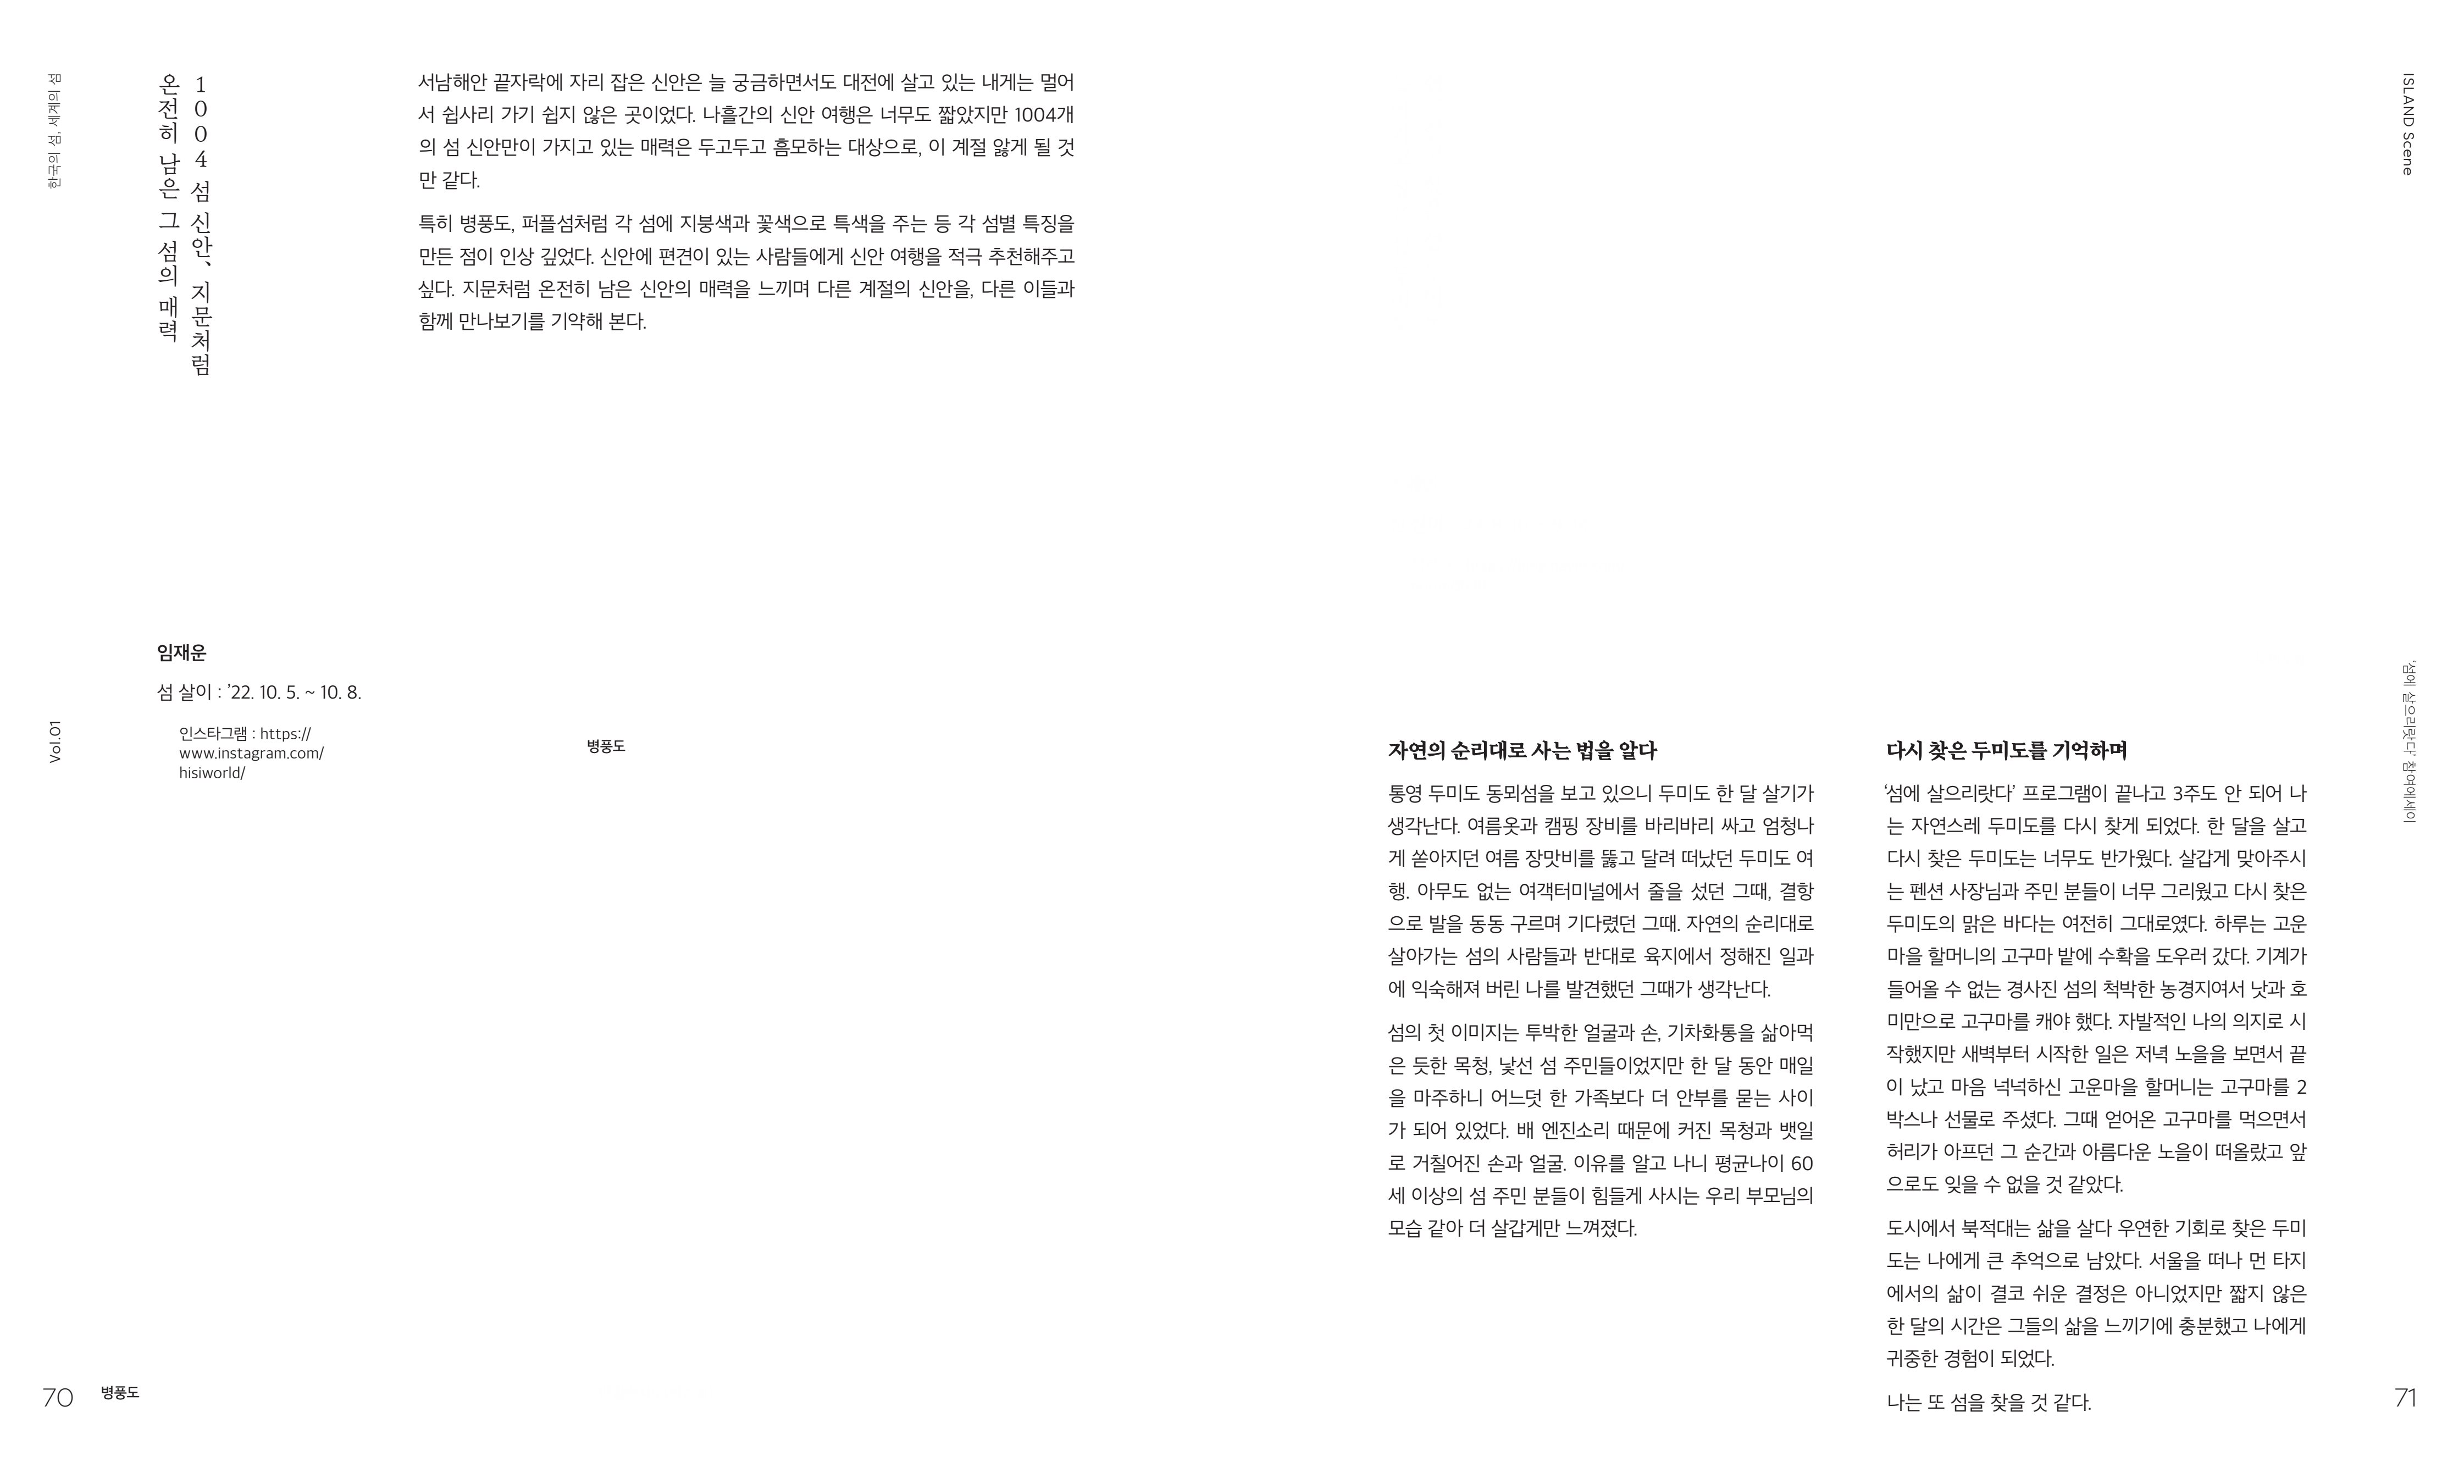 한국의 섬, 세계의 섬
1004섬 신안, 지문처럼
온전히 남은 그 섬의 매력
서남해안 끝자락에 자리 잡은 신안은 늘 궁금하면서도 대전에 살고 있는 내게는 멀어
서 쉽사리 가기 쉽지 않은 곳이었다. 나흘간의 신안 여행은 너무도 짧았지만 1004개
의 섬 신안만이 가지고 있는 매력은 두고두고 흠모하는 대상으로, 이 계절 앓게 될 것
만 같다.
특히 병풍도, 퍼플섬처럼 각 섬에 지붕색과 꽃색으로 특색을 주는 등 각 섬별 특징을
만든 점이 인상 깊었다. 신안에 편견이 있는 사람들에게 신안 여행을 적극 추천해주고
싶다. 지문처럼 온전히 남은 신안의 매력을 느끼며 다른 계절의 신안을, 다른 이들과
함께 만나보기를 기약해 본다.
임재운
섬 살이 : ’22. 10. 5. ~ 10. 8.
인스타그램 : https://
www.instagram.com/
hisiworld/
병풍도
Vol.01
70
병풍도
ISLAND Scene
자연의 순리대로 사는 법을 알다
통영 두미도 동뫼섬을 보고 있으니 두미도 한 달 살기가
생각난다. 여름옷과 캠핑 장비를 바리바리 싸고 엄청나
게 쏟아지던 여름 장맛비를 뚫고 달려 떠났던 두미도 여
행. 아무도 없는 여객터미널에서 줄을 섰던 그때, 결항
으로 발을 동동 구르며 기다렸던 그때. 자연의 순리대로
살아가는 섬의 사람들과 반대로 육지에서 정해진 일과
에 익숙해져 버린 나를 발견했던 그때가 생각난다.
섬의 첫 이미지는 투박한 얼굴과 손, 기차화통을 삶아먹
은 듯한 목청, 낯선 섬 주민들이었지만 한 달 동안 매일
을 마주하니 어느덧 한 가족보다 더 안부를 묻는 사이
가 되어 있었다. 배 엔진소리 때문에 커진 목청과 뱃일
로 거칠어진 손과 얼굴. 이유를 알고 나니 평균나이 60
세 이상의 섬 주민 분들이 힘들게 사시는 우리 부모님의
모습 같아 더 살갑게만 느껴졌다.
다시 찾은 두미도를 기억하며
‘섬에 살으리랏다’ 프로그램이 끝나고 3주도 안 되어 나
는 자연스레 두미도를 다시 찾게 되었다. 한 달을 살고
다시 찾은 두미도는 너무도 반가웠다. 살갑게 맞아주시
는 펜션 사장님과 주민 분들이 너무 그리웠고 다시 찾은
두미도의 맑은 바다는 여전히 그대로였다. 하루는 고운
마을 할머니의 고구마 밭에 수확을 도우러 갔다. 기계가
들어올 수 없는 경사진 섬의 척박한 농경지여서 낫과 호
미만으로 고구마를 캐야 했다. 자발적인 나의 의지로 시
작했지만 새벽부터 시작한 일은 저녁 노을을 보면서 끝
이 났고 마음 넉넉하신 고운마을 할머니는 고구마를 2
박스나 선물로 주셨다. 그때 얻어온 고구마를 먹으면서
허리가 아프던 그 순간과 아름다운 노을이 떠올랐고 앞
으로도 잊을 수 없을 것 같았다.
도시에서 북적대는 삶을 살다 우연한 기회로 찾은 두미
도는 나에게 큰 추억으로 남았다. 서울을 떠나 먼 타지
에서의 삶이 결코 쉬운 결정은 아니었지만 짧지 않은
한 달의 시간은 그들의 삶을 느끼기에 충분했고 나에게
귀중한 경험이 되었다.
나는 또 섬을 찾을 것 같다.
‘섬에 살으리랏다’ 참여에세이
71